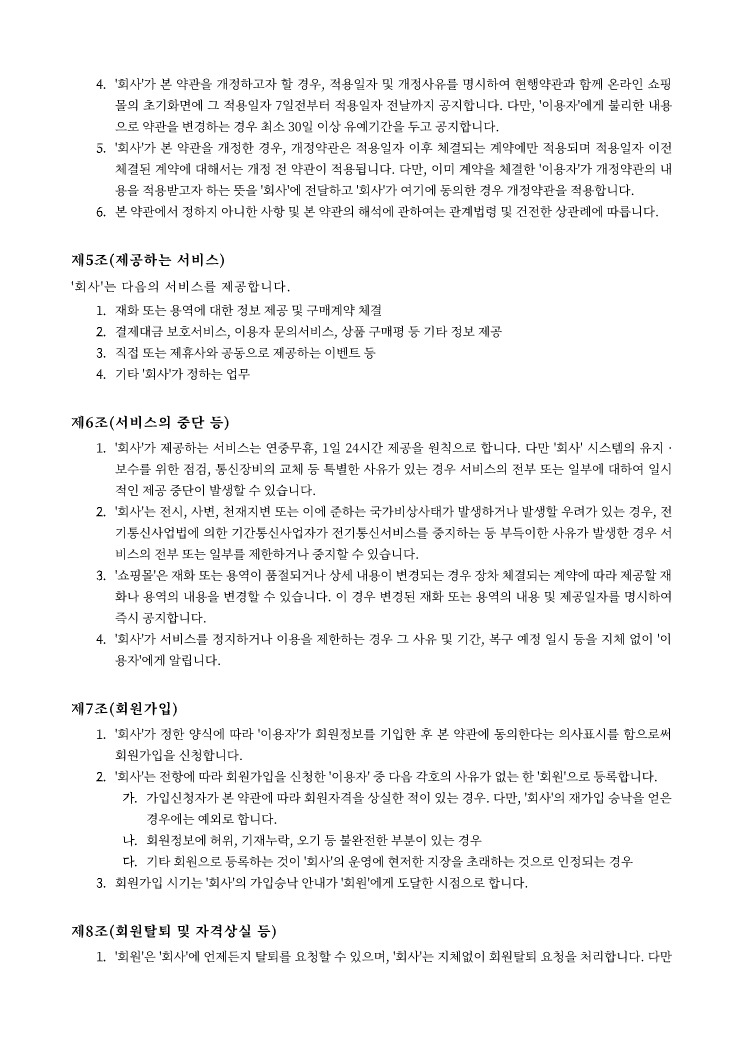 4. '회사'가 본 약관을 개정하고자 할 경우, 적용일자 및 개정사유를 명시하여 현행약관과 함께 온라인 쇼핑
몰의 초기화면에 그 적용일자 7일전부터 적용일자 전날까지 공지합니다. 다만, '이용자'에게 불리한 내용
으로 약관을 변경하는 경우 최소 30일 이상 유예기간을 두고 공지합니다.
5. '회사'가 본 약관을 개정한 경우, 개정약관은 적용일자 이후 체결되는 계약에만 적용되며 적용일자 이전
체결된 계약에 대해서는 개정 전 약관이 적용됩니다. 다만, 이미 계약을 체결한 '이용자'가 개정약관의 내
용을 적용받고자 하는 뜻을 '회사'에 전달하고 '회사'가 여기에 동의한 경우 개정약관을 적용합니다.
6. 본 약관에서 정하지 아니한 사항 및 본 약관의 해석에 관하여는 관계법령 및 건전한 상관례에 따릅니다.
제5조(제공하는 서비스)
'회사'는 다음의 서비스를 제공합니다.
1. 재화 또는 용역에 대한 정보 제공 및 구매계약 체결
2. 결제대금 보호서비스, 이용자 문의서비스, 상품 구매평 등 기타 정보 제공
3. 직접 또는 제휴사와 공동으로 제공하는 이벤트 등
4. 기타 '회사'가 정하는 업무
제6조(서비스의 중단 등)
1. '회사'가 제공하는 서비스는 연중무휴, 1일 24시간 제공을 원칙으로 합니다. 다만 '회사' 시스템의 유지 ·
보수를 위한 점검, 통신장비의 교체 등 특별한 사유가 있는 경우 서비스의 전부 또는 일부에 대하여 일시
적인 제공 중단이 발생할 수 있습니다.
2. '회사'는 전시, 사변, 천재지변 또는 이에 준하는 국가비상사태가 발생하거나 발생할 우려가 있는 경우, 전
기통신사업법에 의한 기간통신사업자가 전기통신서비스를 중지하는 등 부득이한 사유가 발생한 경우 서
비스의 전부 또는 일부를 제한하거나 중지할 수 있습니다.
3. '쇼핑몰'은 재화 또는 용역이 품절되거나 상세 내용이 변경되는 경우 장차 체결되는 계약에 따라 제공할 재
화나 용역의 내용을 변경할 수 있습니다. 이 경우 변경된 재화 또는 용역의 내용 및 제공일자를 명시하여
즉시 공지합니다.
4. '회사'가 서비스를 정지하거나 이용을 제한하는 경우 그 사유 및 기간, 복구 예정 일시 등을 지체 없이 '이
용자'에게 알립니다.
제7조(회원가입)
1. '회사'가 정한 양식에 따라 '이용자'가 회원정보를 기입한 후 본 약관에 동의한다는 의사표시를 함으로써
회원가입을 신청합니다.
2. '회사'는 전항에 따라 회원가입을 신청한 '이용자' 중 다음 각호의 사유가 없는 한 '회원'으로 등록합니다.
가. 가입신청자가 본 약관에 따라 회원자격을 상실한 적이 있는 경우. 다만, '회사'의 재가입 승낙을 얻은
경우에는 예외로 합니다.
나. 회원정보에 허위, 기재누락, 오기 등 불완전한 부분이 있는 경우
다. 기타 회원으로 등록하는 것이 '회사'의 운영에 현저한 지장을 초래하는 것으로 인정되는 경우
3. 회원가입 시기는 '회사'의 가입승낙 안내가 '회원'에게 도달한 시점으로 합니다.
제8조(회원탈퇴 및 자격상실 등)
1. '회원'은 '회사'에 언제든지 탈퇴를 요청할 수 있으며, '회사'는 지체없이 회원탈퇴 요청을 처리합니다. 다만